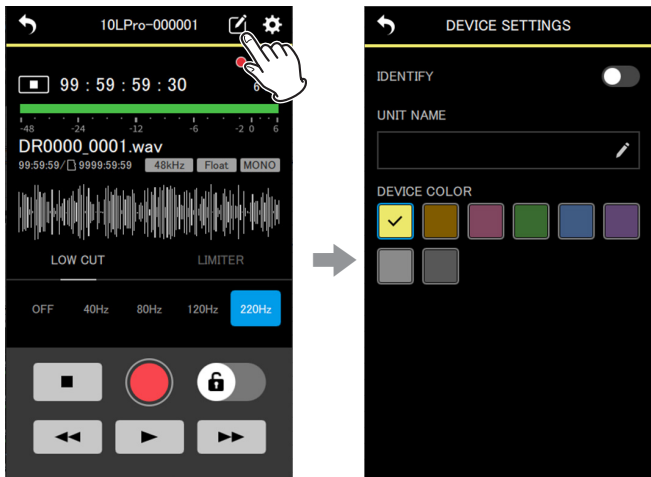 10LPro-000001
99 : 59 : 59 : 30
6
-48 -24 -12 -6 -2 0 6
DR0000_0001.wav
99:59:59/ 9999:59:59 48kHz Float MONO
LOW CUT LIMITER
OFF 40Hz 80Hz 120Hz 220Hz
DEVICE SETTINGS
IDENTIFY
UNIT NAME
DEVICE COLOR